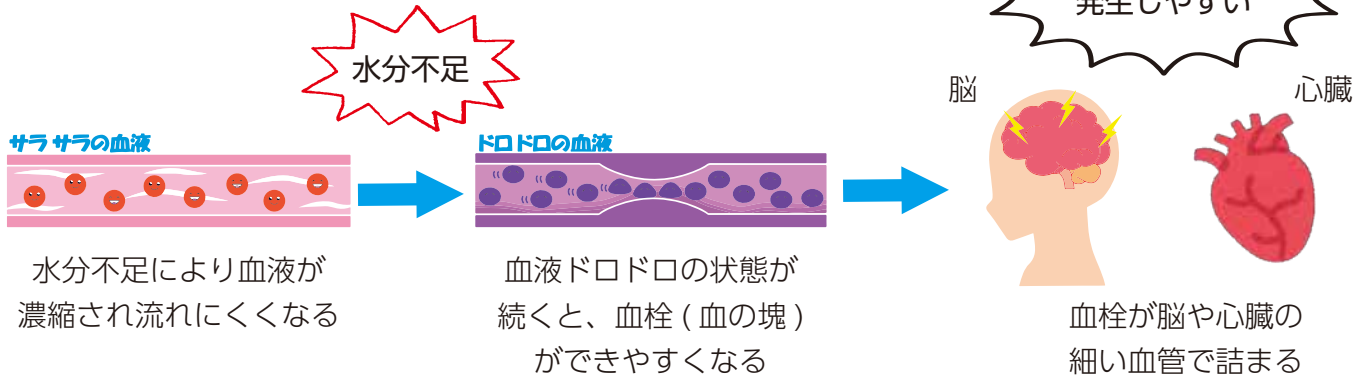 発生しやすい
水分不足
脳
心臓
サラサラの血液
ドロドロの血液
水分不足により血液が
濃縮され流れにくくなる
血液ドロドロの状態が
続くと、血栓 ( 血の塊 )
ができやすくなる
血栓が脳や心臓の
細い血管で詰まる